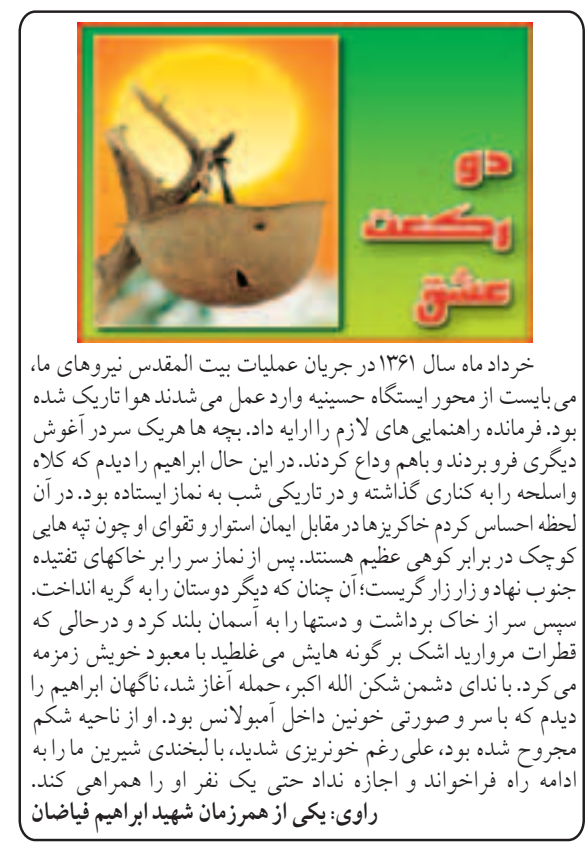 دو
رکعت
عشق
خرداد ماه سال ۱۳۶۱ در جریان عملیات بیت المقدس نیروهای ما،
می بایست از محور ایستگاه حسینیه وارد عمل می شدند هوا تاریک شده
بود. فرمانده راهنمایی های لازم را ارایه داد. بچه ها هریک سر در آغوش
دیگری فرو بردند و باهم وداع کردند. در این حال ابراهیم را دیدم که کلاه
واسلحه را به کناری گذاشته و در تاریکی شب به نماز ایستاده بود. در آن
لحظه احساس کردم خاکریزها در مقابل ایمان استوار و تقوای او چون تپه هایی
کوچک در برابر کوهی عظیم هسنتد. پس از نماز سر را بر خاکهای تفتیده
جنوب نهاد و زار زار گریست؛ آن چنان که دیگر دوستان را به گریه انداخت.
سپس سر از خاک برداشت و دستها را به آسمان بلند کرد و درحالی که
قطرات مروارید اشک بر گونه هایش می غلطید با معبود خویش زمزمه
می کرد. با ندای دشمن شکن الله اکبر، حمله آغاز شد، ناگهان ابراهیم را
دیدم که با سر و صورتی خونین داخل آمبولانس بود. او از ناحیه شکم
مجروح شده بود، علی رغم خونریزی شدید، با لبخندی شیرین ما را به
ادامه راه فراخواند و اجازه نداد حتی یک نفر او را همراهی کند.
راوی: یکی از همرزمان شهید ابراهیم فیاضان